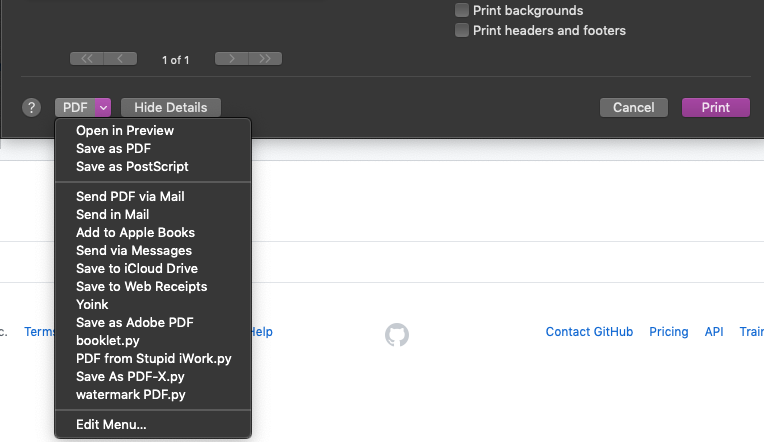 Print backgrounds
Print headers and footers
1 of 1
? PDF Hide Details Cancel Print
Open in Preview
Save as PDF
Save as PostScript
Send PDF via Mail
Send in Mail
Add to Apple Books
Send via Messages
Save to iCloud Drive
Save to Web Receipts
Yoink
Save as Adobe PDF
booklet.py
PDF from Stupid iWork.py
Save As PDF-X.py
watermark PDF.py
Edit Menu...
c. Terms Help Contact GitHub Pricing API Train